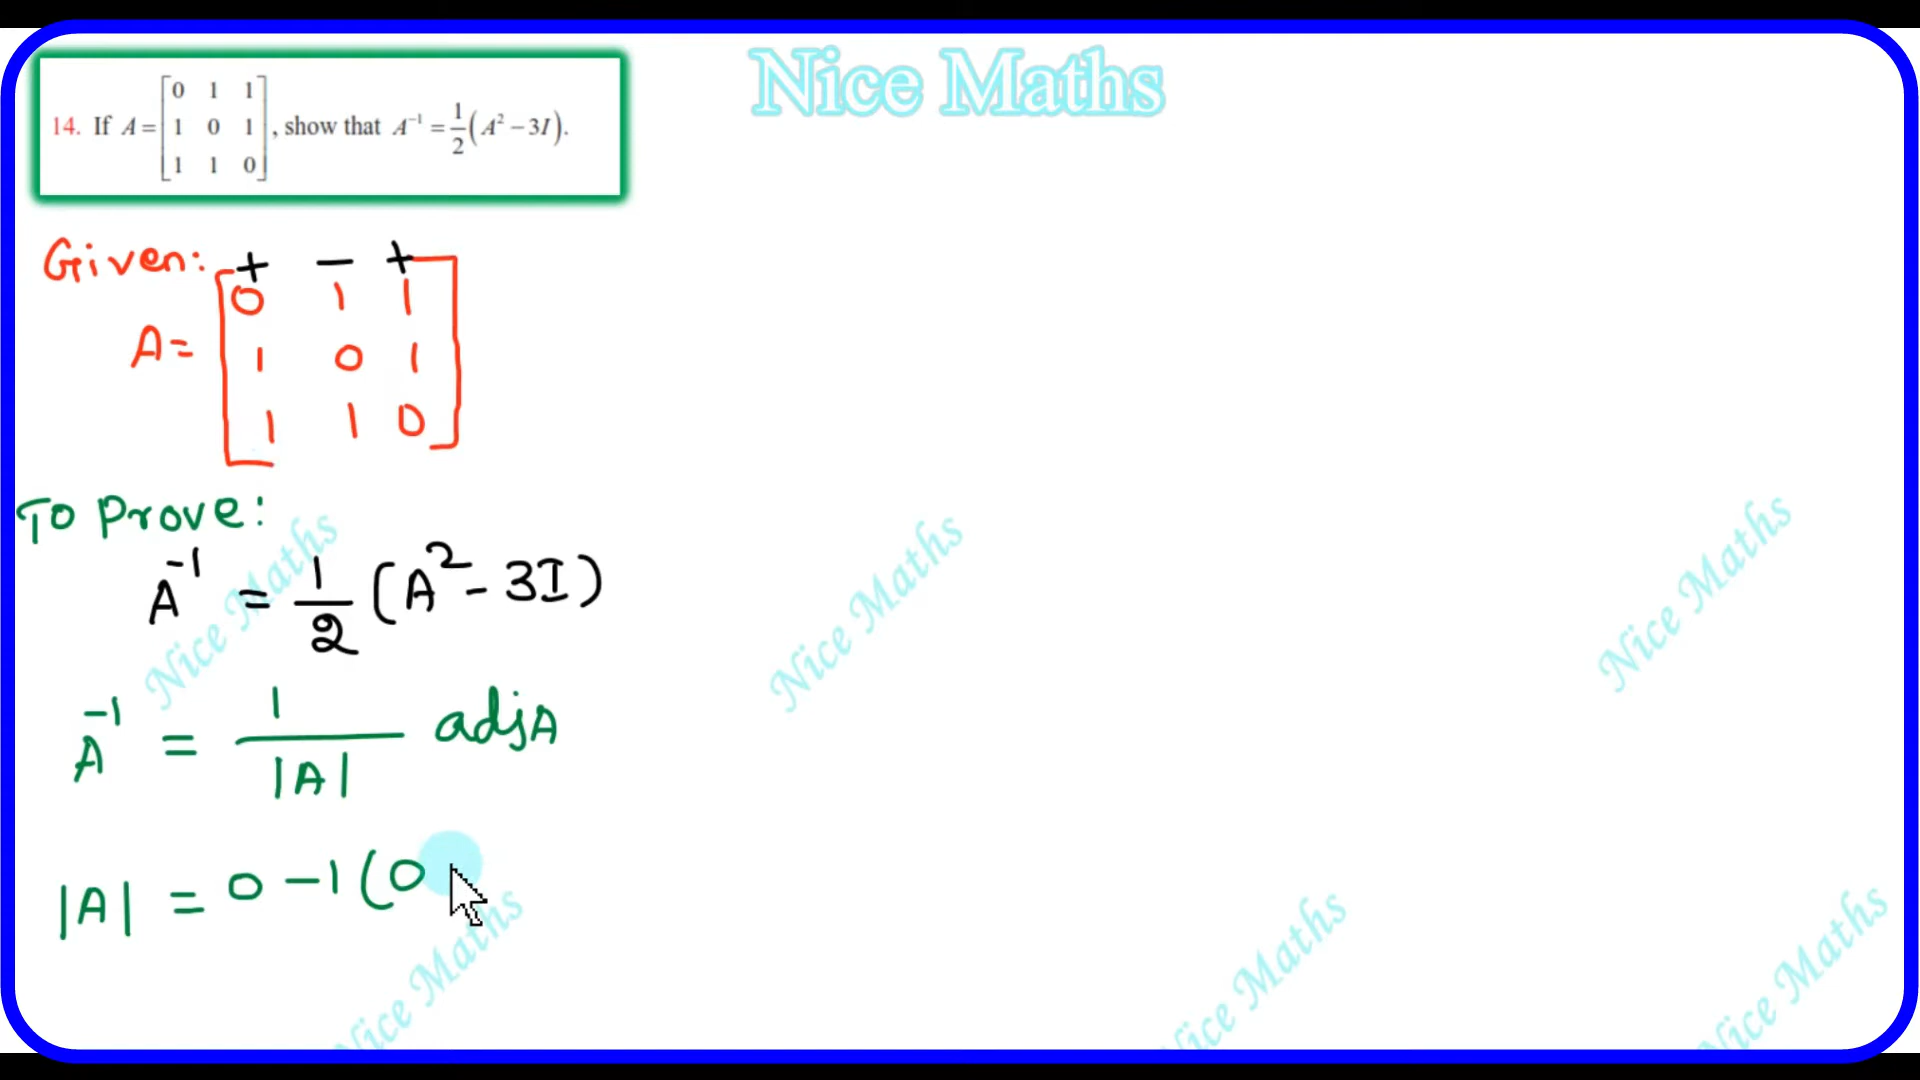 Nice Maths
14. If A = [0 1 1
1 0 1
1 1 0], show that A⁻¹ = 1/2 (A² − 3I).
Given: + − +
A = [0 1 1
1 0 1
1 1 0]
To Prove:
A⁻¹ = 1/2 (A² - 3I)
A⁻¹ = 1/|A| adjA
|A| = 0 -1 (0
Nice Maths
Nice Maths
Nice Maths
Nice Maths
Nice Maths
Nice Maths